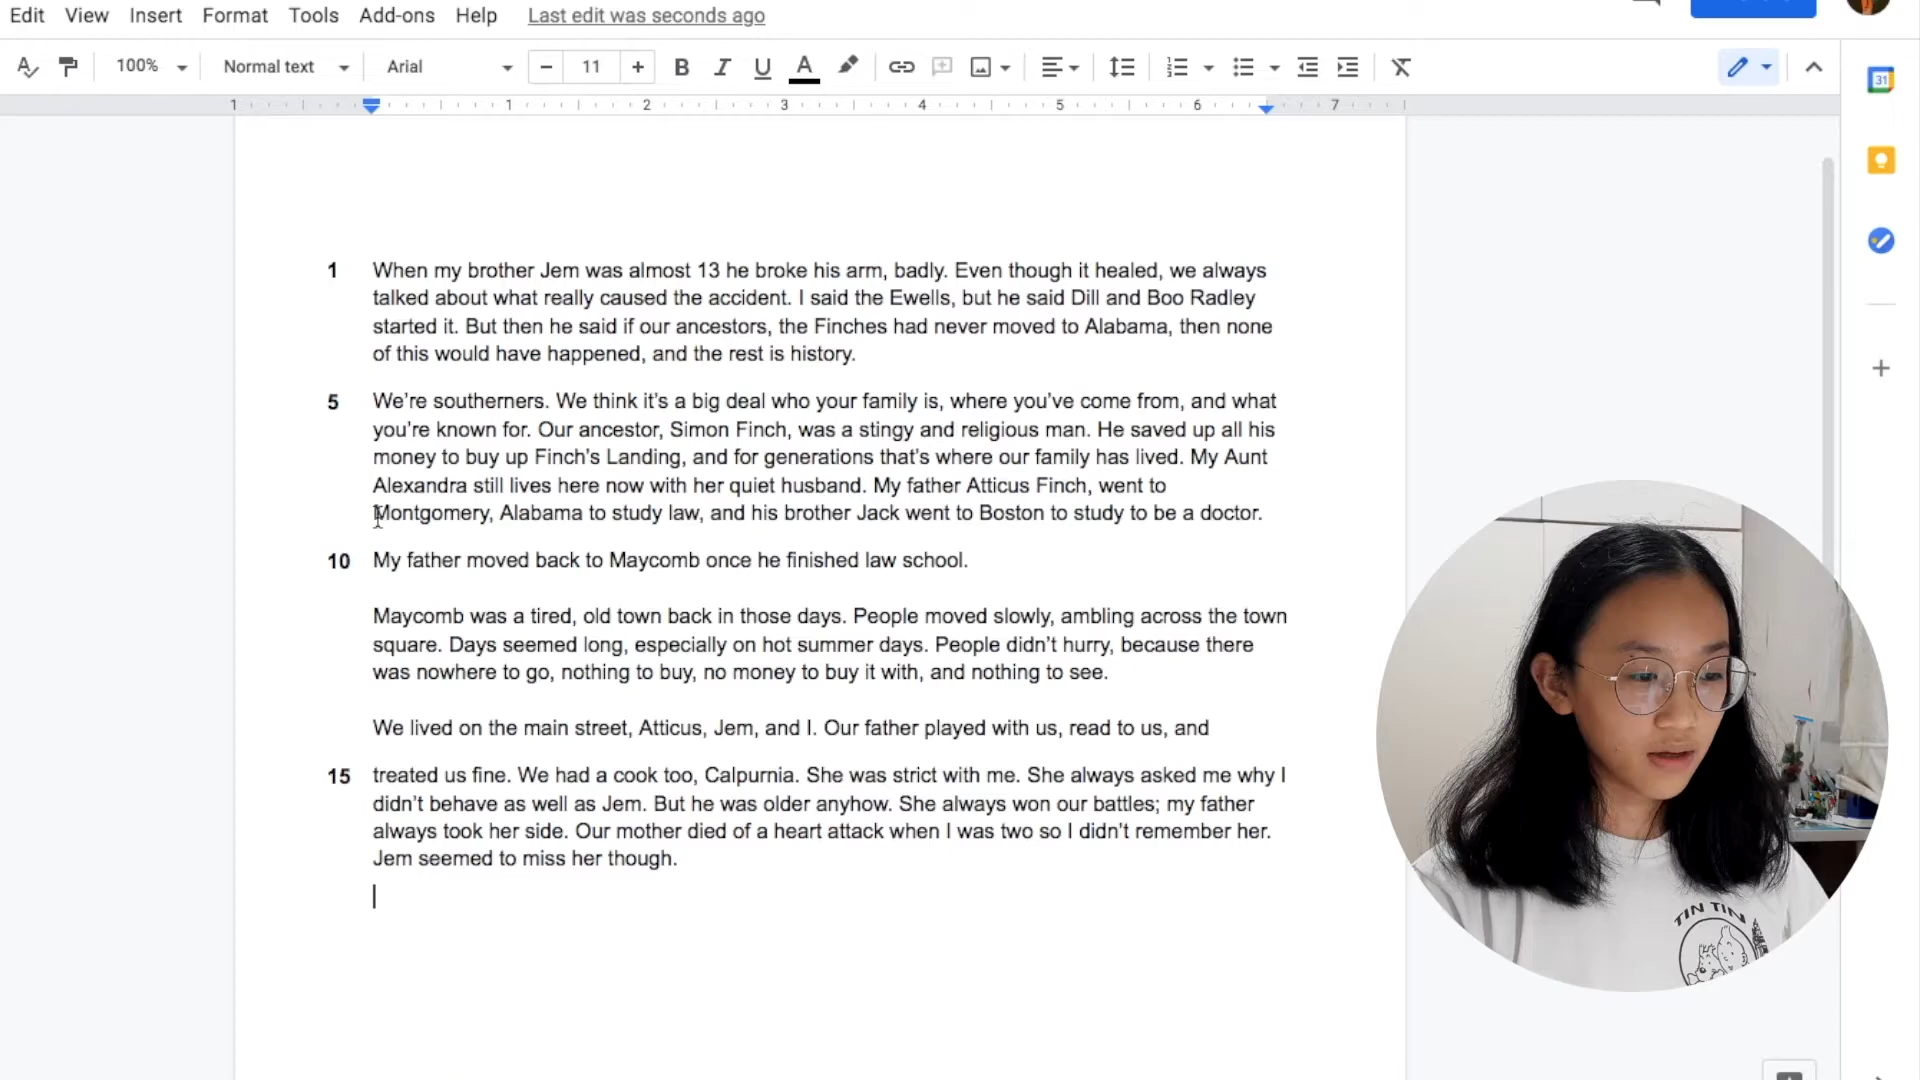 Edit View Insert Format Tools Add-ons Help Last edit was seconds ago
100% Normal text Arial 11
1 1 2 3 4 5 6 7
31
1 When my brother Jem was almost 13 he broke his arm, badly. Even though it healed, we always
talked about what really caused the accident. I said the Ewells, but he said Dill and Boo Radley
started it. But then he said if our ancestors, the Finches had never moved to Alabama, then none
of this would have happened, and the rest is history.
5 We're southerners. We think it's a big deal who your family is, where you've come from, and what
you're known for. Our ancestor, Simon Finch, was a stingy and religious man. He saved up all his
money to buy up Finch's Landing, and for generations that's where our family has lived. My Aunt
Alexandra still lives here now with her quiet husband. My father Atticus Finch, went to
Montgomery, Alabama to study law, and his brother Jack went to Boston to study to be a doctor.
10 My father moved back to Maycomb once he finished law school.
Maycomb was a tired, old town back in those days. People moved slowly, ambling across the town
square. Days seemed long, especially on hot summer days. People didn't hurry, because there
was nowhere to go, nothing to buy, no money to buy it with, and nothing to see.
We lived on the main street, Atticus, Jem, and I. Our father played with us, read to us, and
15 treated us fine. We had a cook too, Calpurnia. She was strict with me. She always asked me why I
didn't behave as well as Jem. But he was older anyhow. She always won our battles; my father
always took her side. Our mother died of a heart attack when I was two so I didn't remember her.
Jem seemed to miss her though.
TIN TIN